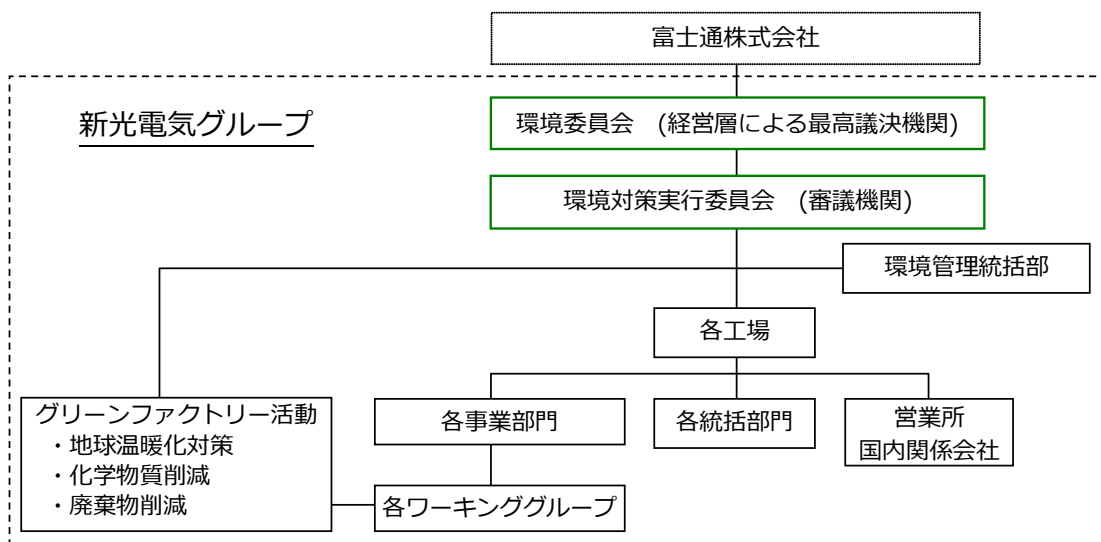 富士通株式会社
新光電気グループ
環境委員会　(経営層による最高議決機関)
環境対策実行委員会　(審議機関)
環境管理統括部
各工場
グリーンファクトリー活動
・地球温暖化対策
・化学物質削減
・廃棄物削減
各事業部門
各統括部門
営業所
国内関係会社
各ワーキンググループ